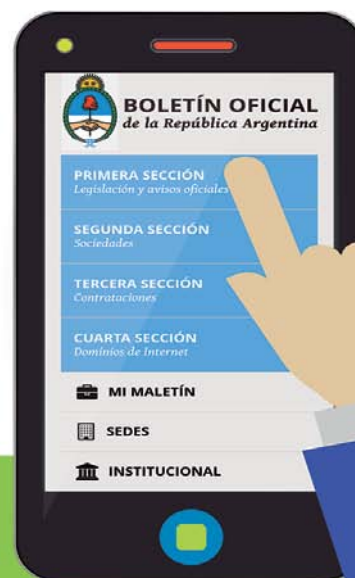 BOLETÍN OFICIAL
de la República Argentina
PRIMERA SECCIÓN
Legislación y avisos oficiales
SEGUNDA SECCIÓN
Sociedades
TERCERA SECCIÓN
Contrataciones
CUARTA SECCIÓN
Dominios de Internet
MI MALETÍN
SEDES
INSTITUCIONAL